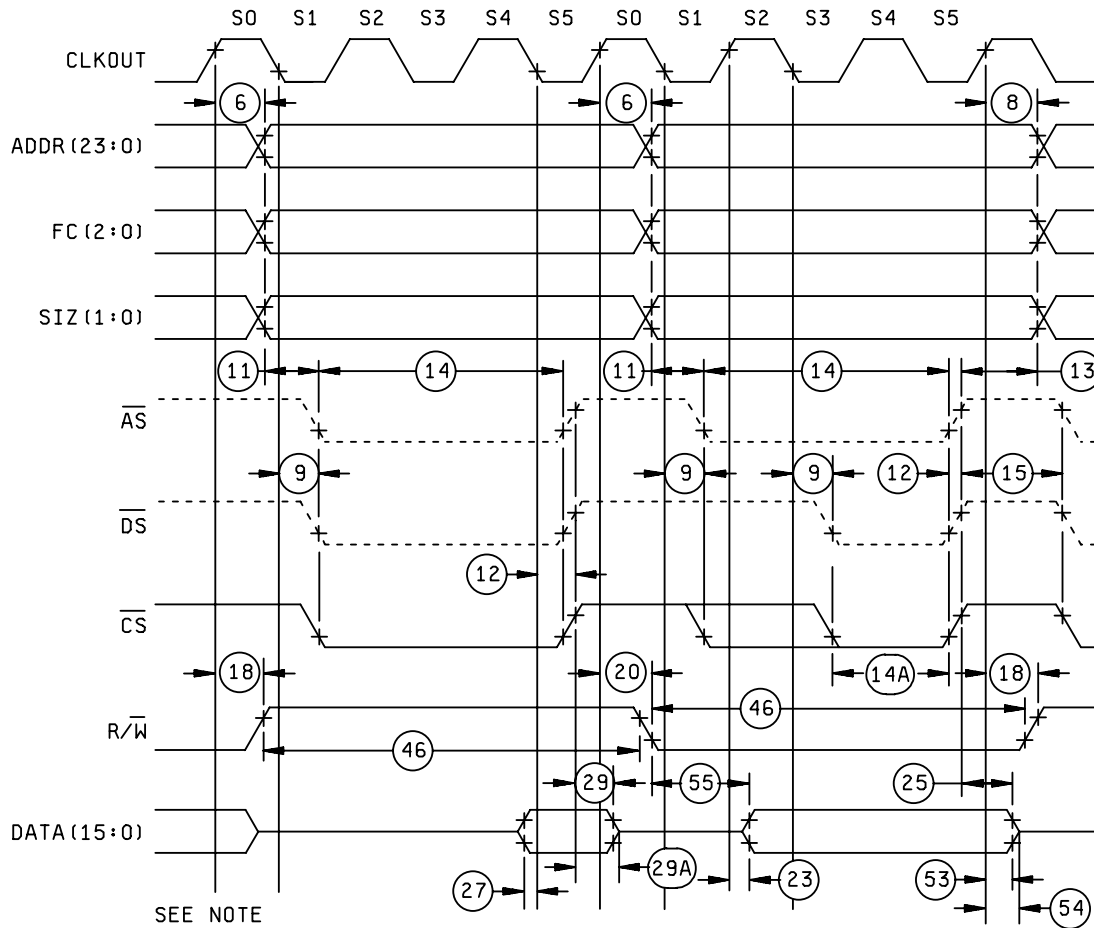 S0 S1 S2 S3 S4 S5 S0 S1 S2 S3 S4 S5
CLKOUT
6 6 8
ADDR(23:0)
FC(2:0)
SIZ(1:0)
11 14 11 14 13
AS
9 9 9 12 15
DS
12
CS
18 20 14A 18
46
R/W
46
29 55 25
DATA(15:0)
29A
27 23 53
54
SEE NOTE